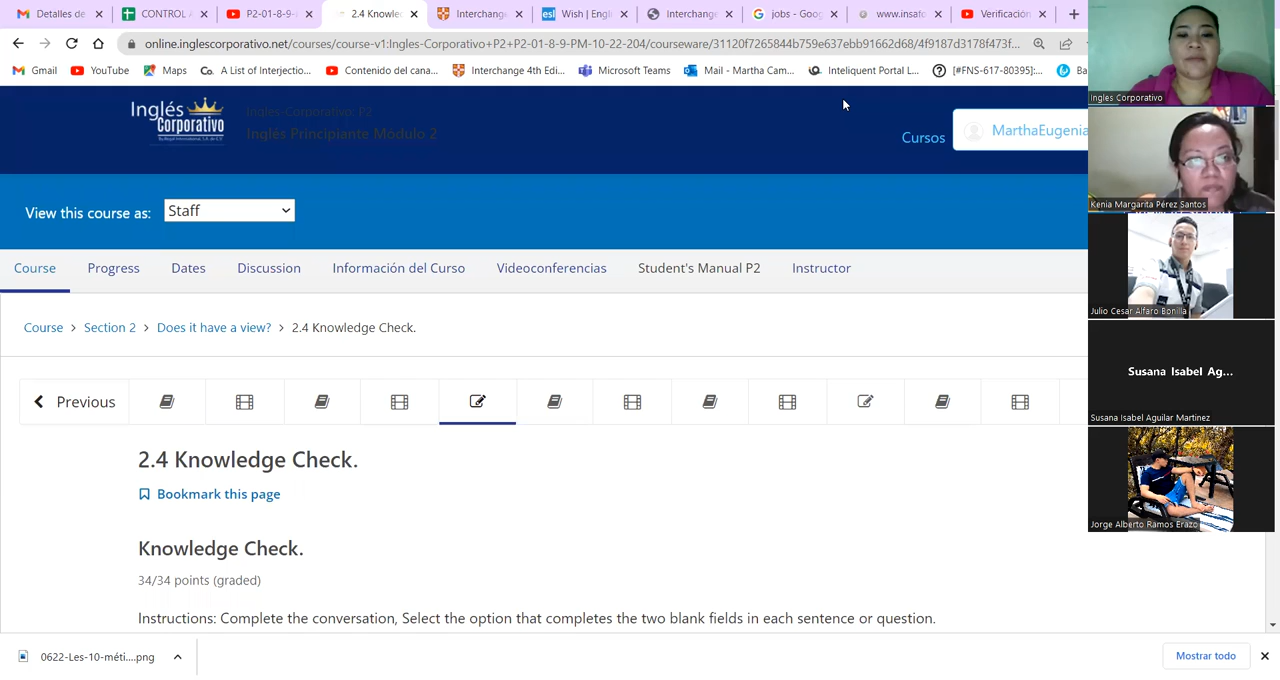 Detalles de
CONTROL A
P2-01-8-9-
2.4 Knowlec
Interchange
esl Wish | Engl
Interchange
jobs - Goog
www.insafo
Verificación
online.inglescorporativo.net/courses/course-v1:Ingles-Corporativo+P2+P2-01-8-9-PM-10-22-204/courseware/31120f7265844b759e637ebb91662d68/4f9187d3178f473f...
Gmail
YouTube
Maps
Co. A List of Interjectio...
Contenido del cana...
Interchange 4th Edi...
Microsoft Teams
Mail - Martha Cam...
Inteliquent Portal L...
[#FNS-617-80395]:...
Ba
Inglés
Corporativo
Ingles-Corporativo: P2
Inglés Principiante Módulo 2
Cursos
MarthaEugenia
View this course as:
Staff
Course
Progress
Dates
Discussion
Información del Curso
Videoconferencias
Student's Manual P2
Instructor
Course > Section 2 > Does it have a view? > 2.4 Knowledge Check.
Previous
2.4 Knowledge Check.
Bookmark this page
Knowledge Check.
34/34 points (graded)
Instructions: Complete the conversation, Select the option that completes the two blank fields in each sentence or question.
0622-Les-10-méti....png
Mostrar todo
Ingles Corporativo
Kenia Margarita Pérez Santos
Julio Cesar Alfaro Bonilla
Susana Isabel Ag...
Susana Isabel Aguilar Martinez
Jorge Alberto Ramos Erazo